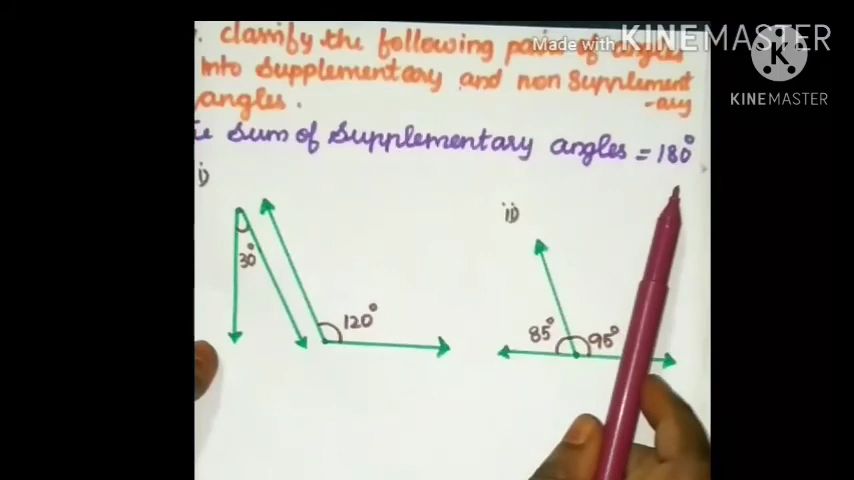 classify the following pairs of angles
Into supplementary and non supplement
-ary
angles.
sum of supplementary angles = 180°
i)
ii)
30°
120°
85°
95°
Made with KINEMASTER
K
KINEMASTER